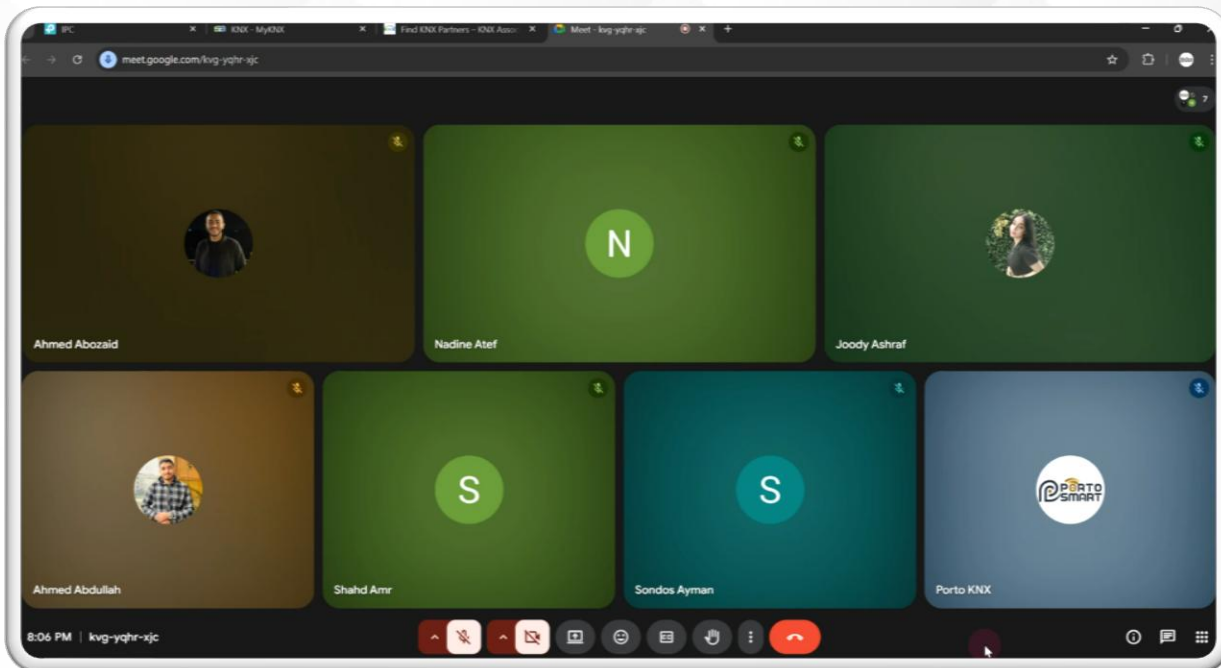 IPC
KNX - MyKNX
Find KNX Partners – KNX Assoc
Meet - kvg-yqhr-xjc
meet.google.com/kvg-yqhr-xjc
7
Ahmed Abozaid
N
Nadine Atef
Joody Ashraf
Ahmed Abdullah
S
Shahd Amr
S
Sondos Ayman
PORTO
SMART
Porto KNX
8:06 PM | kvg-yqhr-xjc